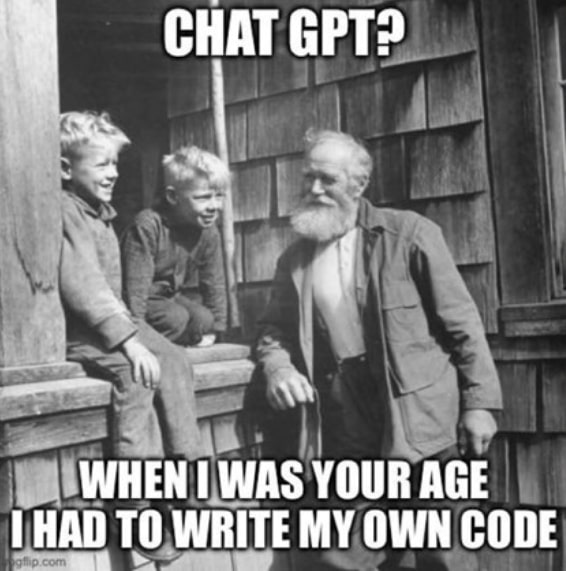 CHAT GPT?
WHEN I WAS YOUR AGE
I HAD TO WRITE MY OWN CODE
imgflip.com